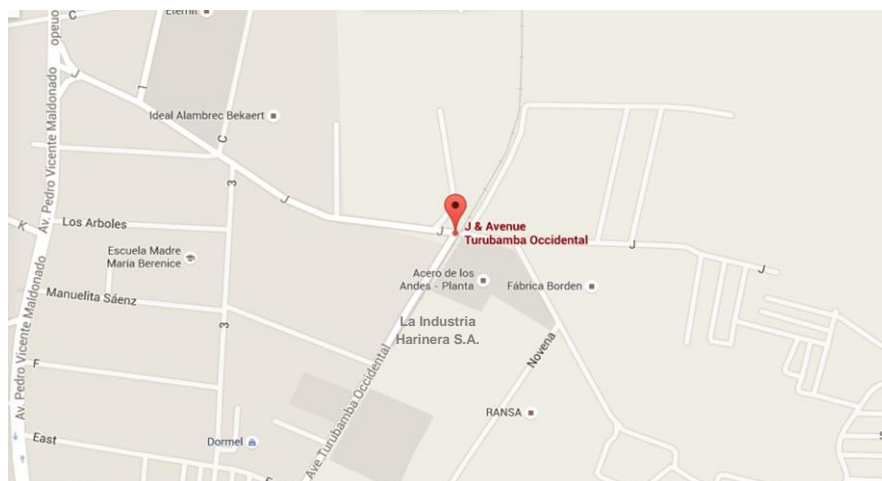 Eternit
C
J
1
Ideal Alambrec Bekaert
C
onado
Av. Pedro Vicente Maldonado
3
J
K
Los Arboles
J
J & Avenue
Turubamba Occidental
J
J
Escuela Madre
María Berenice
Acero de los
Andes - Planta
Fábrica Borden
Manuelita Sáenz
3
La Industria
Harinera S.A.
Novena
F
Av. Pedro Vicente Maldonado
Ave Turubamba Occidental
RANSA
East
Dormel